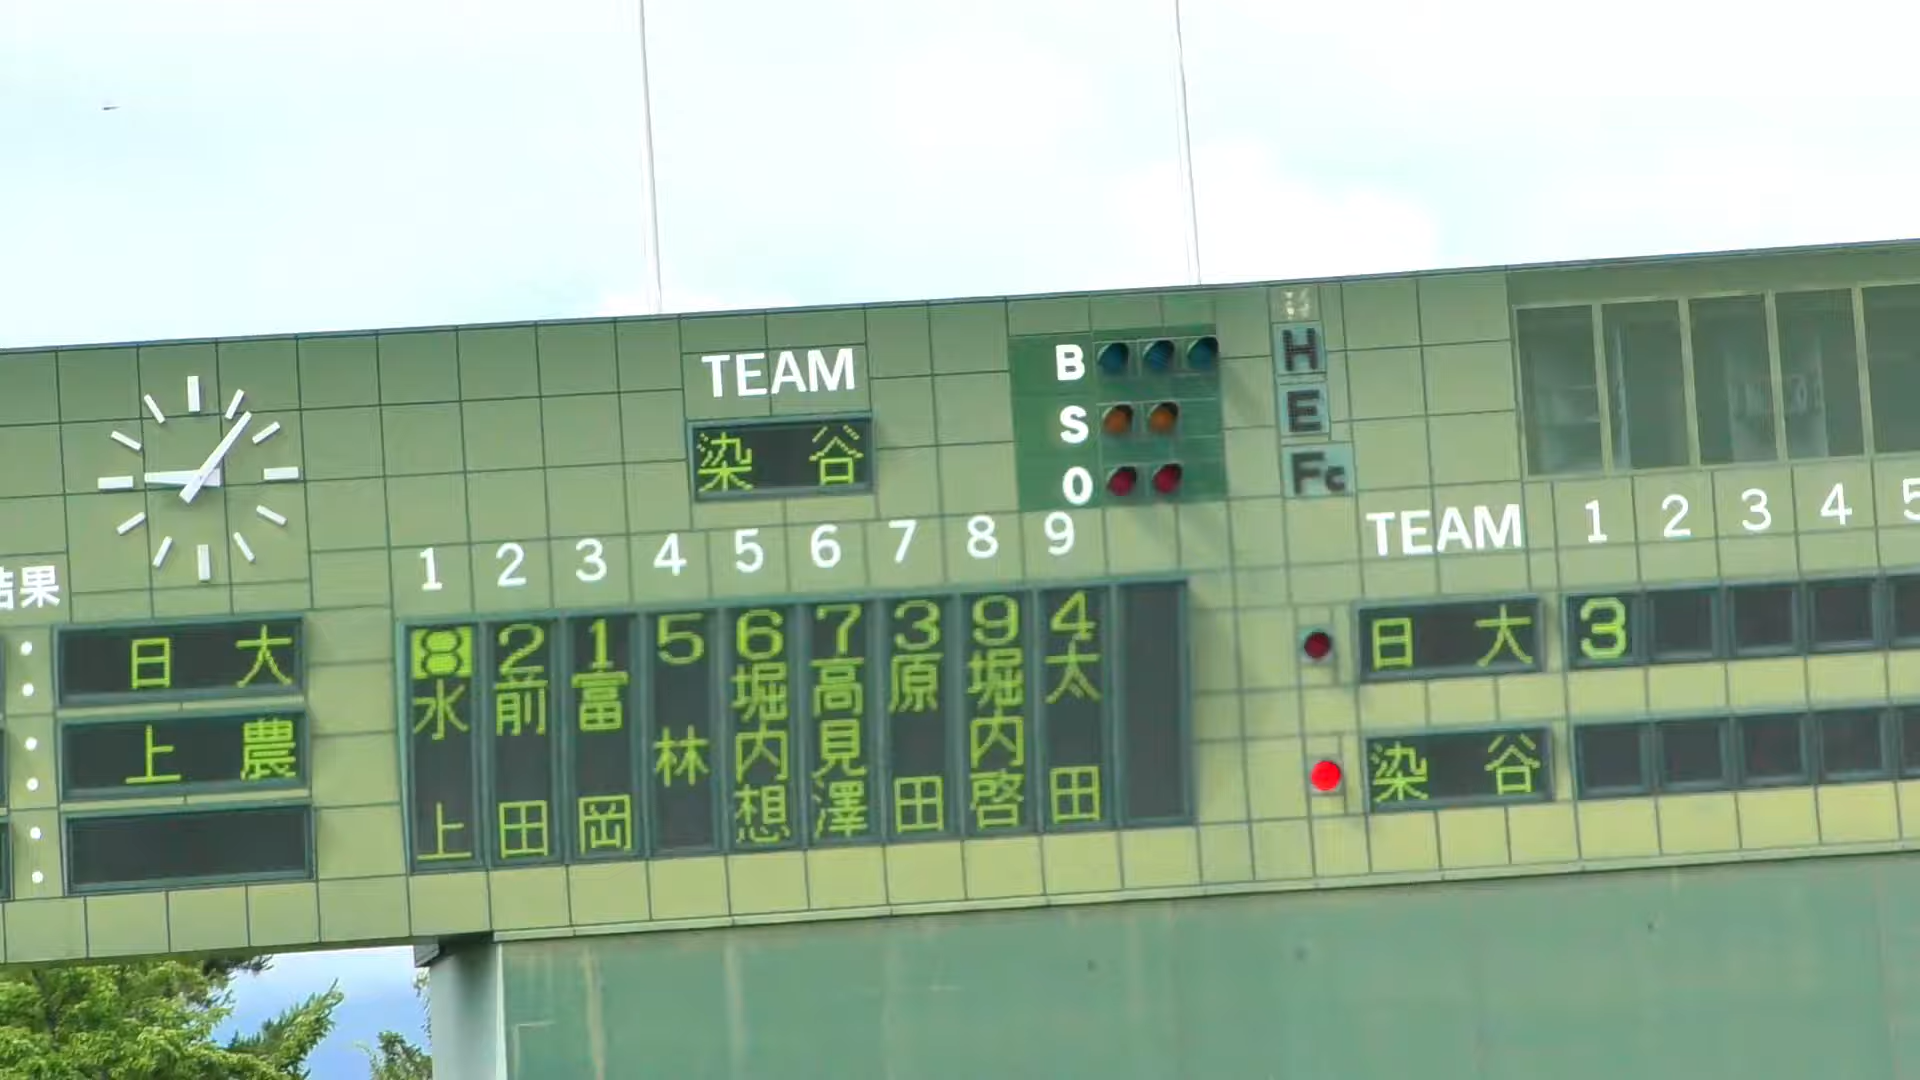 TEAM
染 谷
B
S
O
H
E
Fc
1 2 3 4 5 6 7 8 9
8 2 1 5 6 7 3 9 4
水上
前田
富岡
林
堀内想
高見澤
原田
堀内啓
太田
結果
日 大
上 農
TEAM 1 2 3 4 5
日 大 3
染 谷